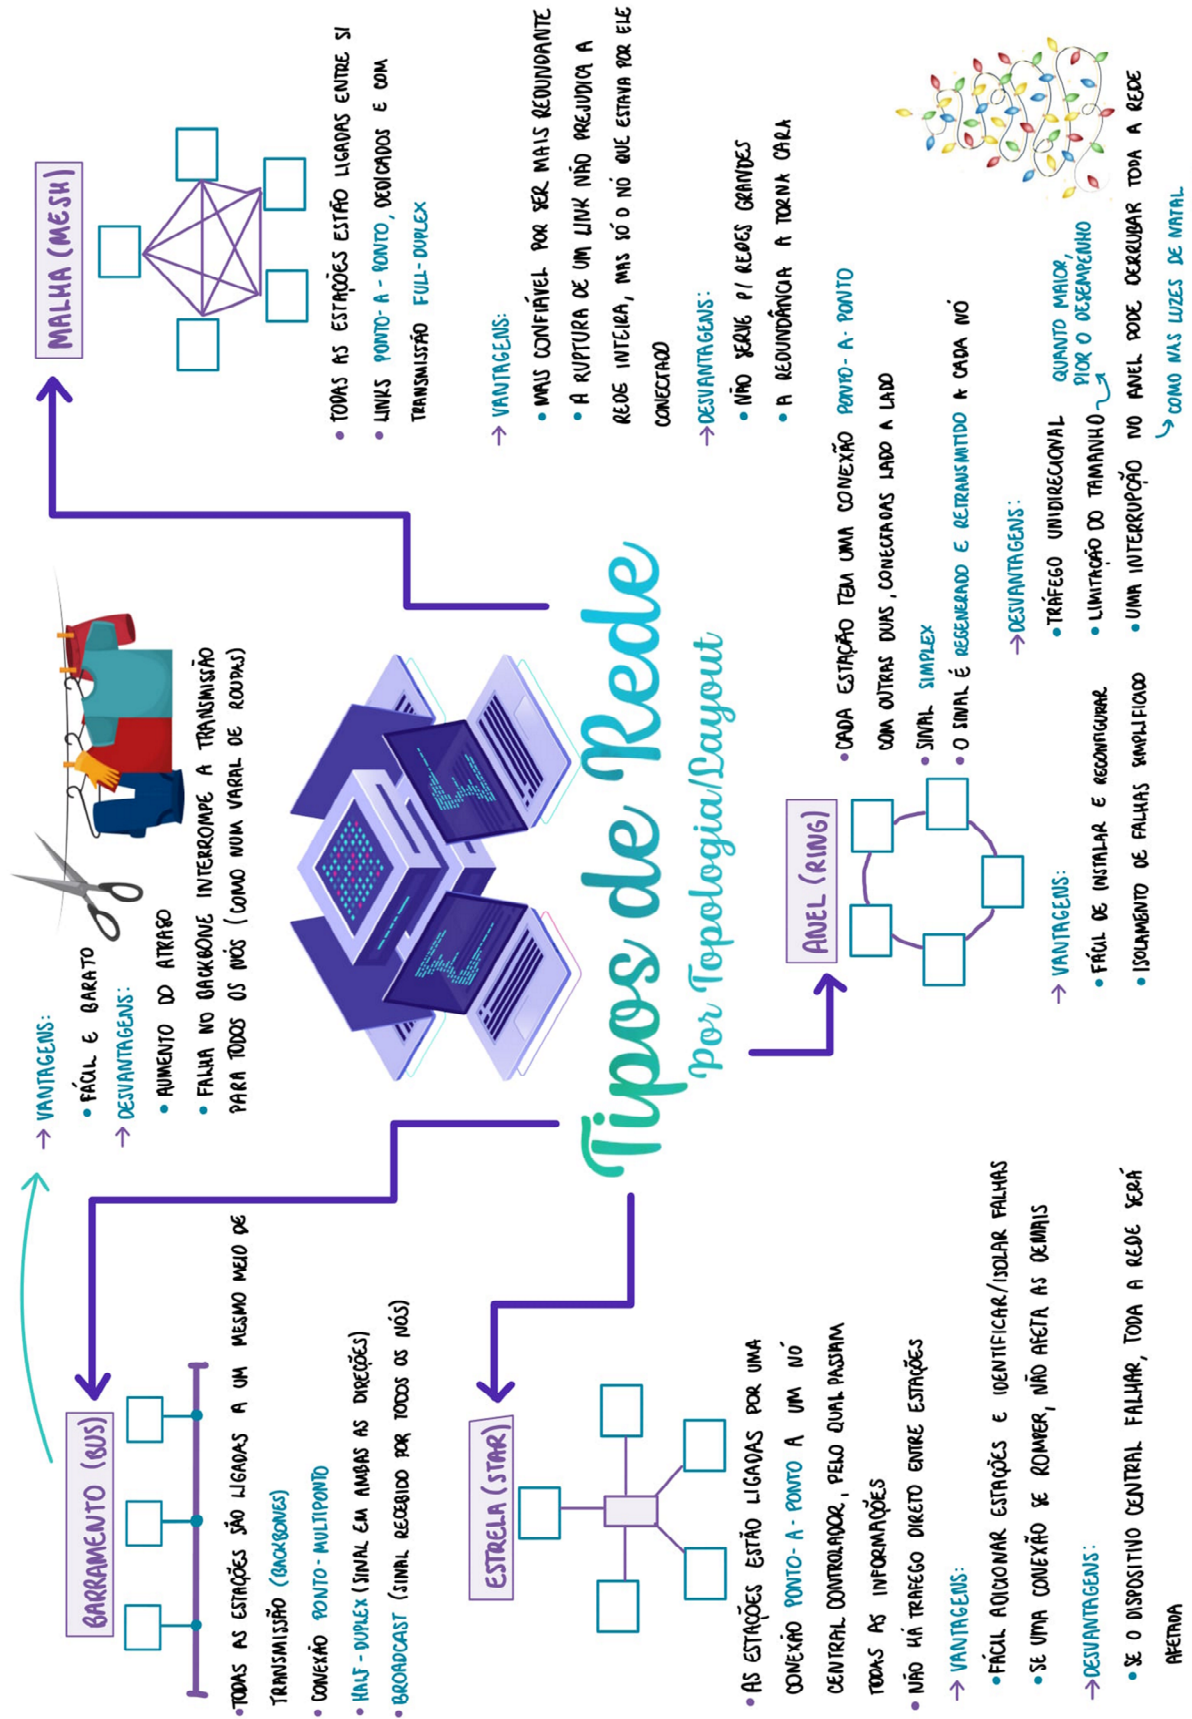 Tipos de Rede
Por Topologia/Layout
BARRAMENTO (BUS)
• TODAS AS ESTAÇÕES SÃO LIGADAS A UM MESMO MEIO DE
TRANSMISSÃO (BACKBONES)
• CONEXÃO PONTO-MULTIPONTO
• HALF-DUPLEX (SINAL EM AMBAS AS DIREÇÕES)
• BROADCAST (SINAL RECEBIDO POR TODOS OS NÓS)
→ VANTAGENS:
• FÁCIL E BARATO
→ DESVANTAGENS:
• AUMENTO DO ATRASO
• FALHA NO BACKBONE INTERROMPE A TRANSMISSÃO
PARA TODOS OS NÓS (COMO NUM VARAL DE ROUPAS)
MALHA (MESH)
• TODAS AS ESTAÇÕES ESTÃO LIGADAS ENTRE SI
• LINKS PONTO-A-PONTO, DEDICADOS E COM
TRANSMISSÃO FULL-DUPLEX
→ VANTAGENS:
• MAIS CONFIÁVEL POR SER MAIS REDUNDANTE
• A RUPTURA DE UM LINK NÃO PREJUDICA A
REDE INTEIRA, MAS SÓ O NÓ QUE ESTAVA POR ELE
CONECTADO
→ DESVANTAGENS:
• NÃO SERVE P/ REDES GRANDES
• A REDUNDÂNCIA A TORNA CARA
ESTRELA (STAR)
• AS ESTAÇÕES ESTÃO LIGADAS POR UMA
CONEXÃO PONTO-A-PONTO A UM NÓ
CENTRAL CONTROLADOR, PELO QUAL PASSAM
TODAS AS INFORMAÇÕES
• NÃO HÁ TRAFEGO DIRETO ENTRE ESTAÇÕES
→ VANTAGENS:
• FÁCIL ADICIONAR ESTAÇÕES E IDENTIFICAR/ISOLAR FALHAS
• SE UMA CONEXÃO SE ROMPER, NÃO AFETA AS DEMAIS
→ DESVANTAGENS:
• SE O DISPOSITIVO CENTRAL FALHAR, TODA A REDE SERÁ
AFETADA
ANEL (RING)
• CADA ESTAÇÃO TEM UMA CONEXÃO PONTO-A-PONTO
COM OUTRAS DUAS, CONECTADAS LADO A LADO
• SINAL SIMPLEX
• O SINAL É REGENERADO E RETRANSMITIDO A CADA NÓ
→ VANTAGENS:
• FÁCIL DE INSTALAR E RECONFIGURAR
• ISOLAMENTO DE FALHAS SIMPLIFICADO
→ DESVANTAGENS:
• TRÁFEGO UNIDIRECIONAL
• LIMITAÇÃO DO TAMANHO
QUANTO MAIOR,
PIOR O DESEMPENHO
• UMA INTERRUPÇÃO NO ANEL PODE DERRUBAR TODA A REDE
COMO NAS LUZES DE NATAL